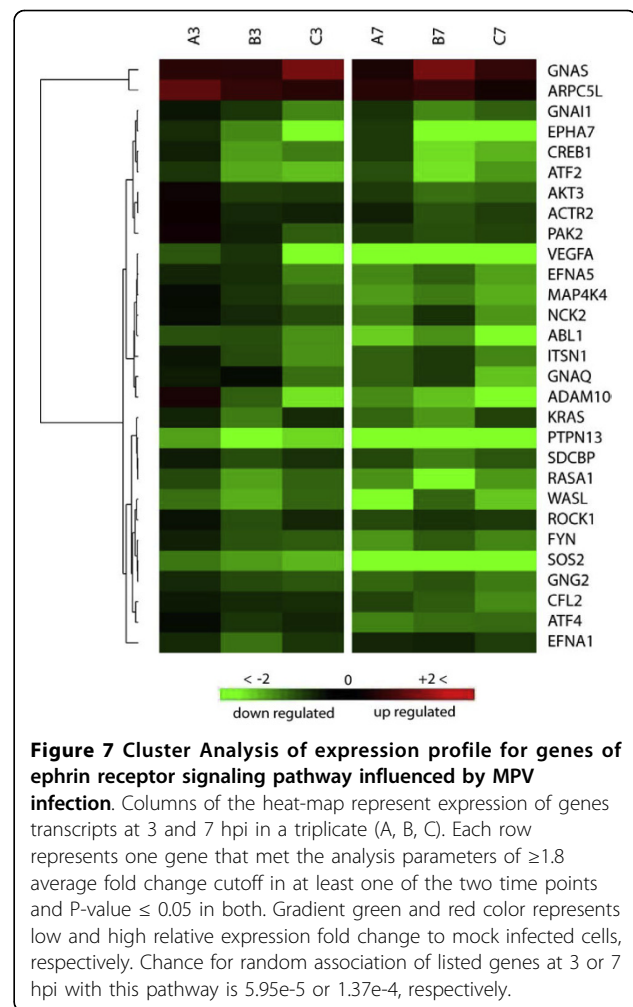 A3 B3 C3 A7 B7 C7
GNAS
ARPC5L
GNAI1
EPHA7
CREB1
ATF2
AKT3
ACTR2
PAK2
VEGFA
EFNA5
MAP4K4
NCK2
ABL1
ITSN1
GNAQ
ADAM10
KRAS
PTPN13
SDCBP
RASA1
WASL
ROCK1
FYN
SOS2
GNG2
CFL2
ATF4
EFNA1
< -2 0 +2 <
down regulated up regulated
Figure 7 Cluster Analysis of expression profile for genes of
ephrin receptor signaling pathway influenced by MPV
infection. Columns of the heat-map represent expression of genes
transcripts at 3 and 7 hpi in a triplicate (A, B, C). Each row
represents one gene that met the analysis parameters of ≥1.8
average fold change cutoff in at least one of the two time points
and P-value ≤ 0.05 in both. Gradient green and red color represents
low and high relative expression fold change to mock infected cells,
respectively. Chance for random association of listed genes at 3 or 7
hpi with this pathway is 5.95e-5 or 1.37e-4, respectively.